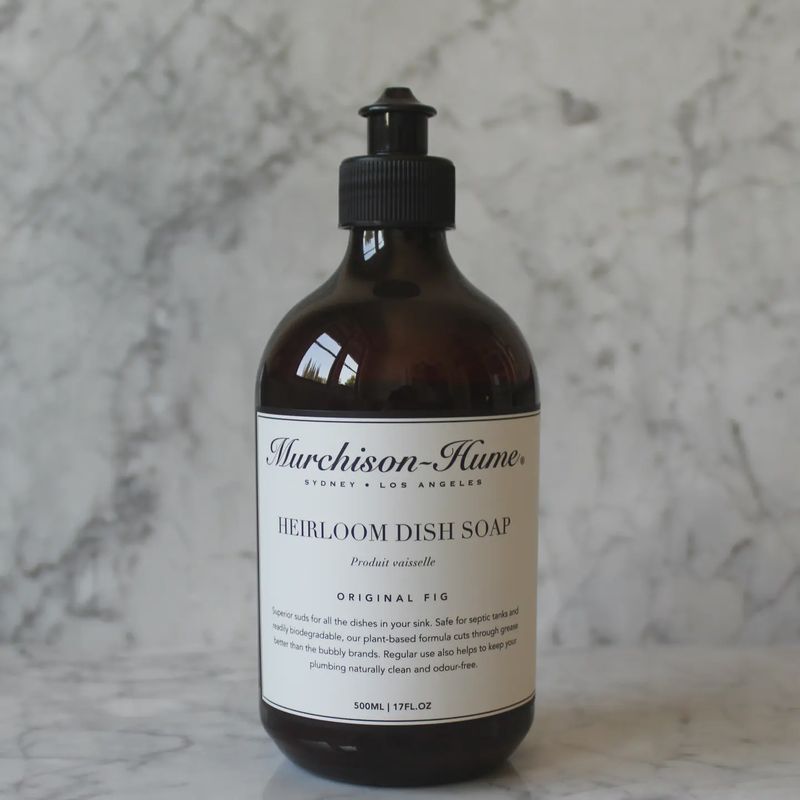 Murchison~Hume®
SYDNEY • LOS ANGELES
HEIRLOOM DISH SOAP
Produit vaisselle
ORIGINAL FIG
Superior suds for all the dishes in your sink. Safe for septic tanks and
readily biodegradable, our plant-based formula cuts through grease
better than the bubbly brands. Regular use also helps to keep your
plumbing naturally clean and odour-free.
500ML | 17FL.OZ